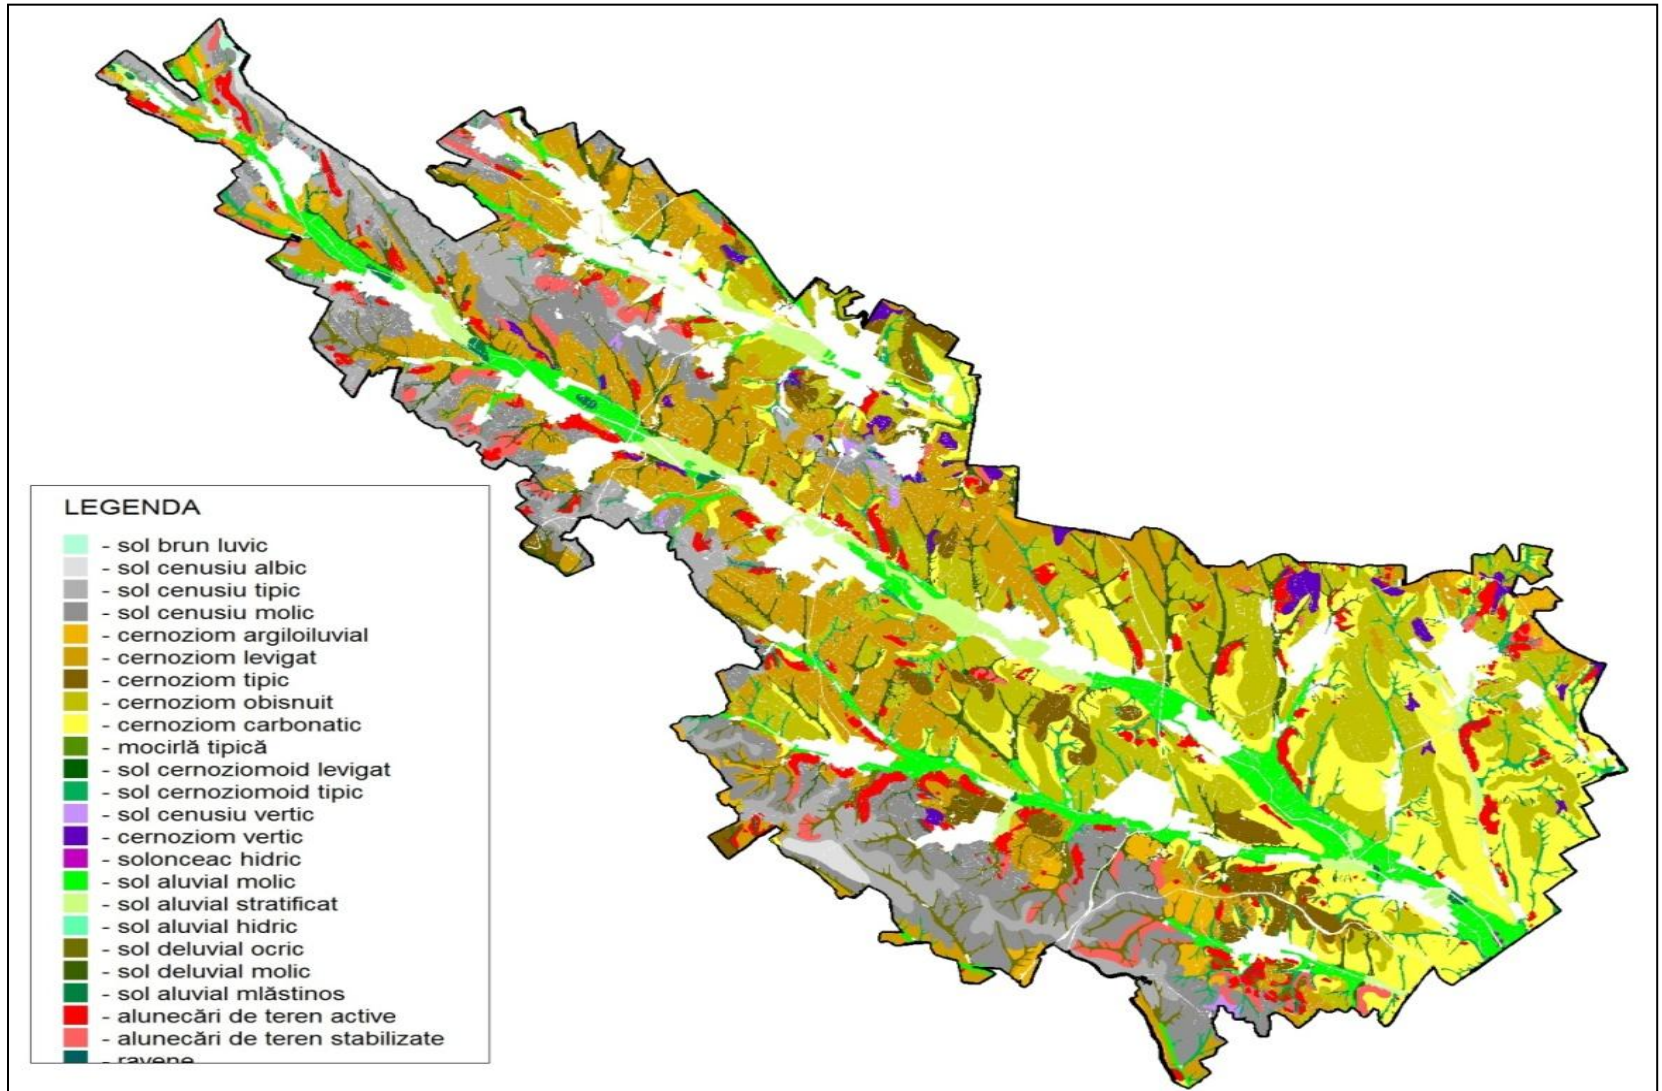 LEGENDA
- sol brun luvic
- sol cenusiu albic
- sol cenusiu tipic
- sol cenusiu molic
- cernoziom argiloiluvial
- cernoziom levigat
- cernoziom tipic
- cernoziom obisnuit
- cernoziom carbonatic
- mocirlă tipică
- sol cernoziomoid levigat
- sol cernoziomoid tipic
- sol cenusiu vertic
- cernoziom vertic
- solonceac hidric
- sol aluvial molic
- sol aluvial stratificat
- sol aluvial hidric
- sol deluvial ocric
- sol deluvial molic
- sol aluvial mlăstinos
- alunecări de teren active
- alunecări de teren stabilizate
- ravene